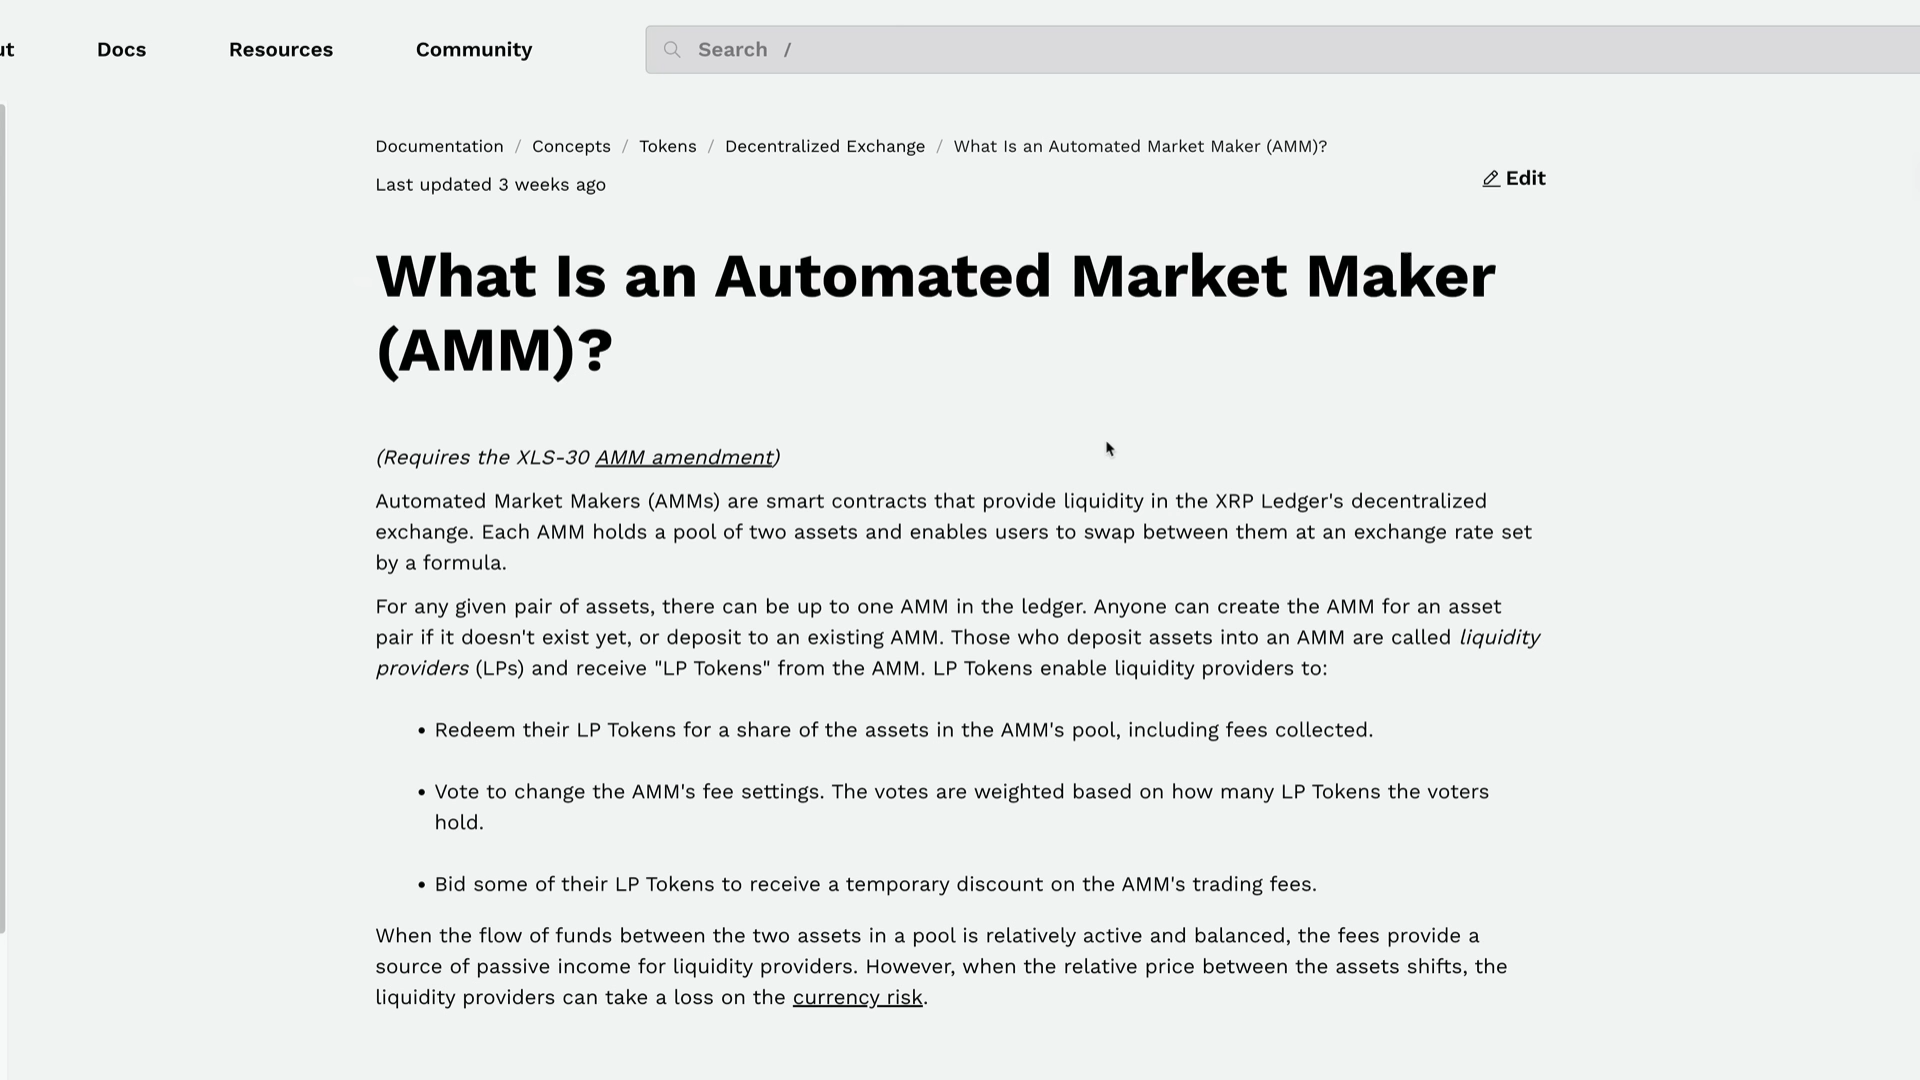 ut Docs Resources Community Search /
Documentation / Concepts / Tokens / Decentralized Exchange / What Is an Automated Market Maker (AMM)?
Last updated 3 weeks ago
Edit
What Is an Automated Market Maker
(AMM)?
(Requires the XLS-30 AMM amendment)
Automated Market Makers (AMMs) are smart contracts that provide liquidity in the XRP Ledger's decentralized
exchange. Each AMM holds a pool of two assets and enables users to swap between them at an exchange rate set
by a formula.
For any given pair of assets, there can be up to one AMM in the ledger. Anyone can create the AMM for an asset
pair if it doesn't exist yet, or deposit to an existing AMM. Those who deposit assets into an AMM are called liquidity
providers (LPs) and receive "LP Tokens" from the AMM. LP Tokens enable liquidity providers to:
• Redeem their LP Tokens for a share of the assets in the AMM's pool, including fees collected.
• Vote to change the AMM's fee settings. The votes are weighted based on how many LP Tokens the voters
hold.
• Bid some of their LP Tokens to receive a temporary discount on the AMM's trading fees.
When the flow of funds between the two assets in a pool is relatively active and balanced, the fees provide a
source of passive income for liquidity providers. However, when the relative price between the assets shifts, the
liquidity providers can take a loss on the currency risk.